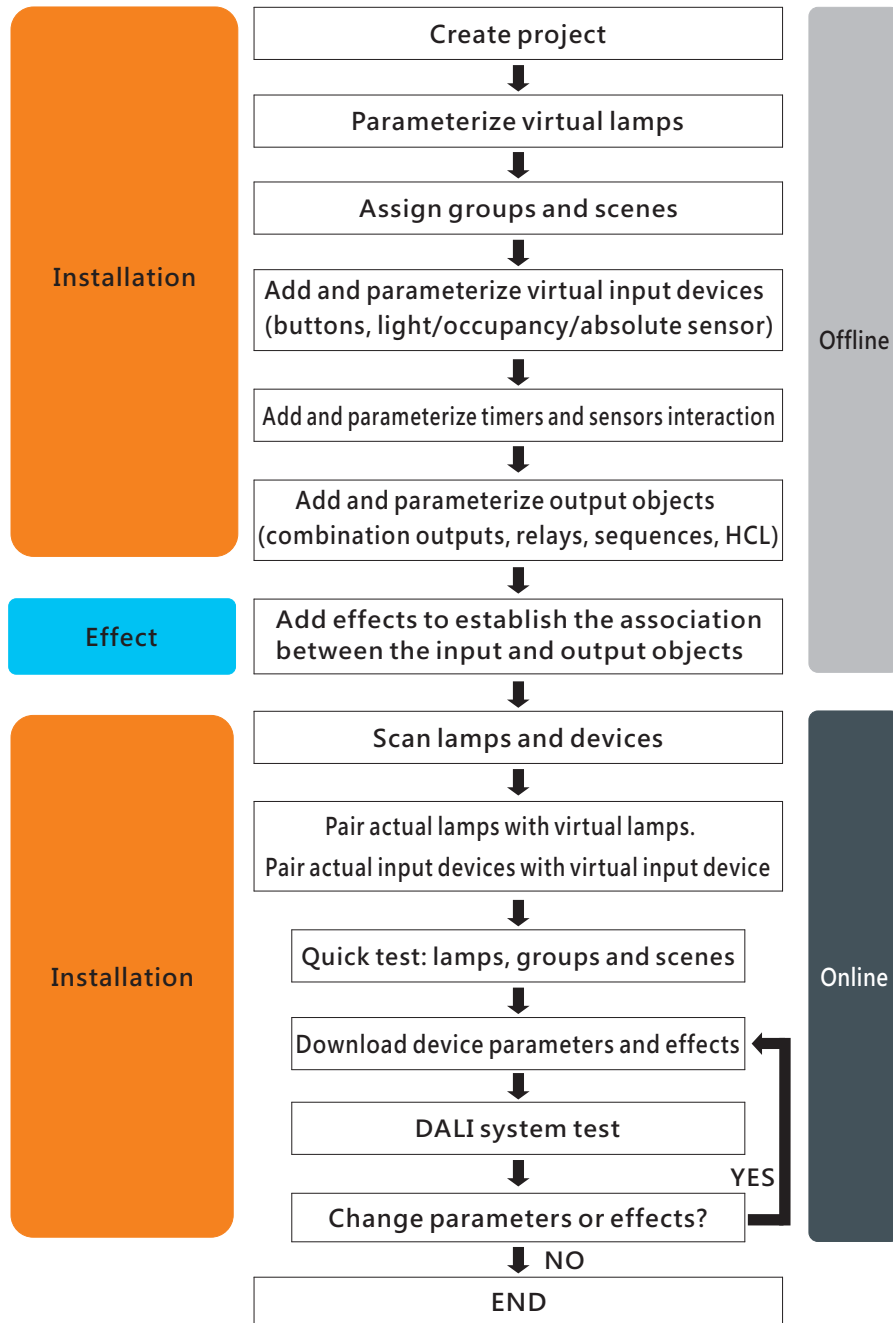 Create project
Parameterize virtual lamps
Assign groups and scenes
Installation
Add and parameterize virtual input devices
(buttons, light/occupancy/absolute sensor)
Offline
Add and parameterize timers and sensors interaction
Add and parameterize output objects
(combination outputs, relays, sequences, HCL)
Effect
Add effects to establish the association
between the input and output objects
Scan lamps and devices
Pair actual lamps with virtual lamps.
Pair actual input devices with virtual input device
Quick test: lamps, groups and scenes
Installation
Online
Download device parameters and effects
DALI system test
YES
Change parameters or effects?
NO
END